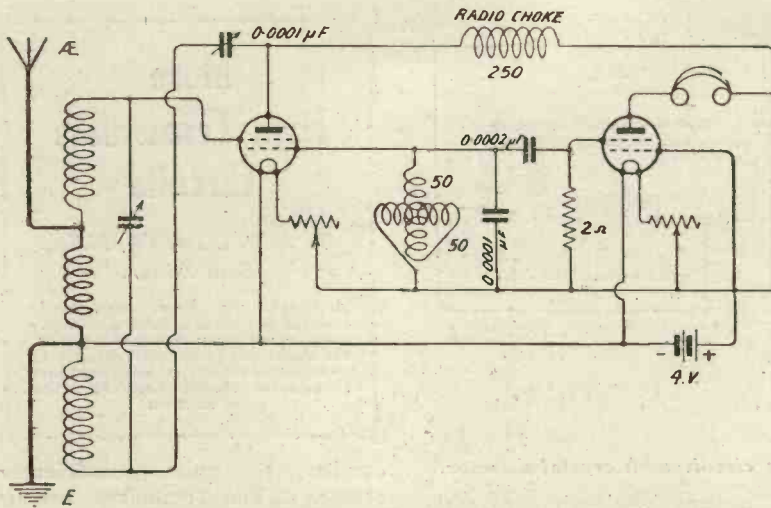 RADIO CHOKE
0·0001 µF
Æ
250
0·0002 µF
50
50
0·0001 µF
2 Ω
- +
4.V.
E